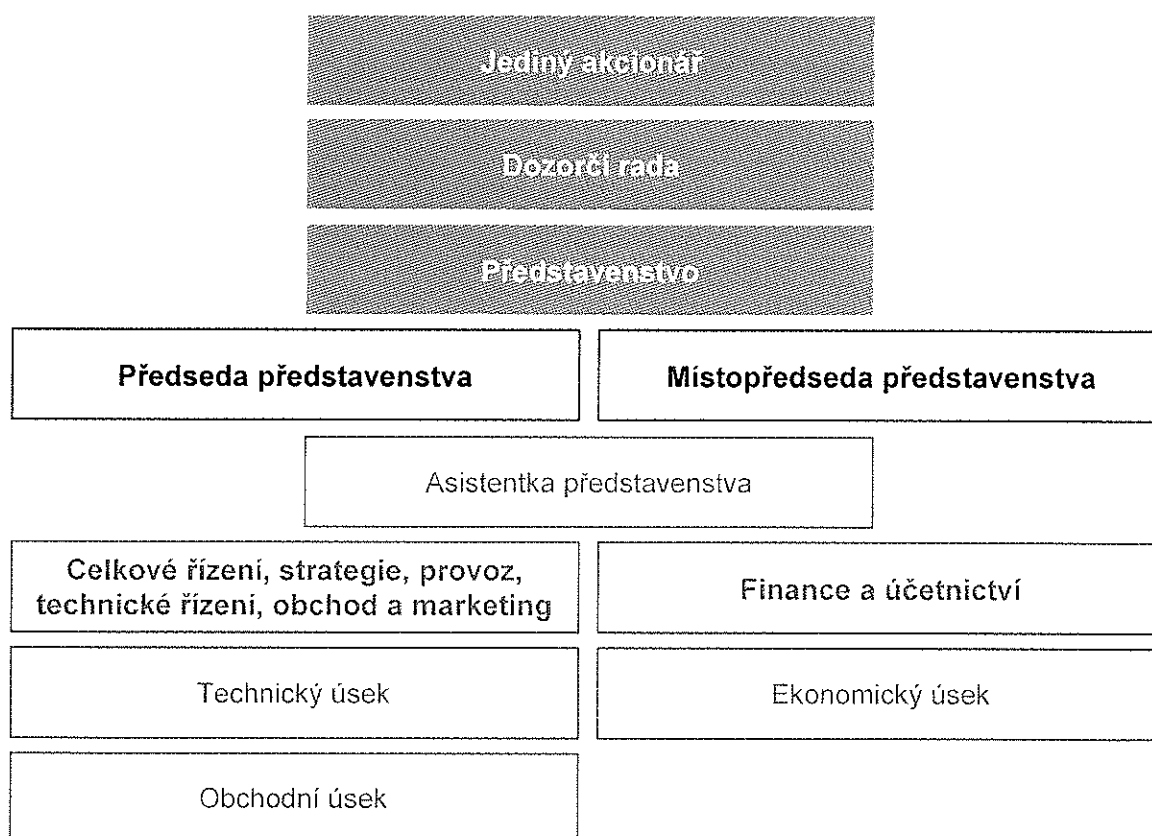 Jediný akcionář
Dozorčí rada
Představenstvo
Předseda představenstva
Místopředseda představenstva
Asistentka představenstva
Celkové řízení, strategie, provoz,
technické řízení, obchod a marketing
Finance a účetnictví
Technický úsek
Ekonomický úsek
Obchodní úsek